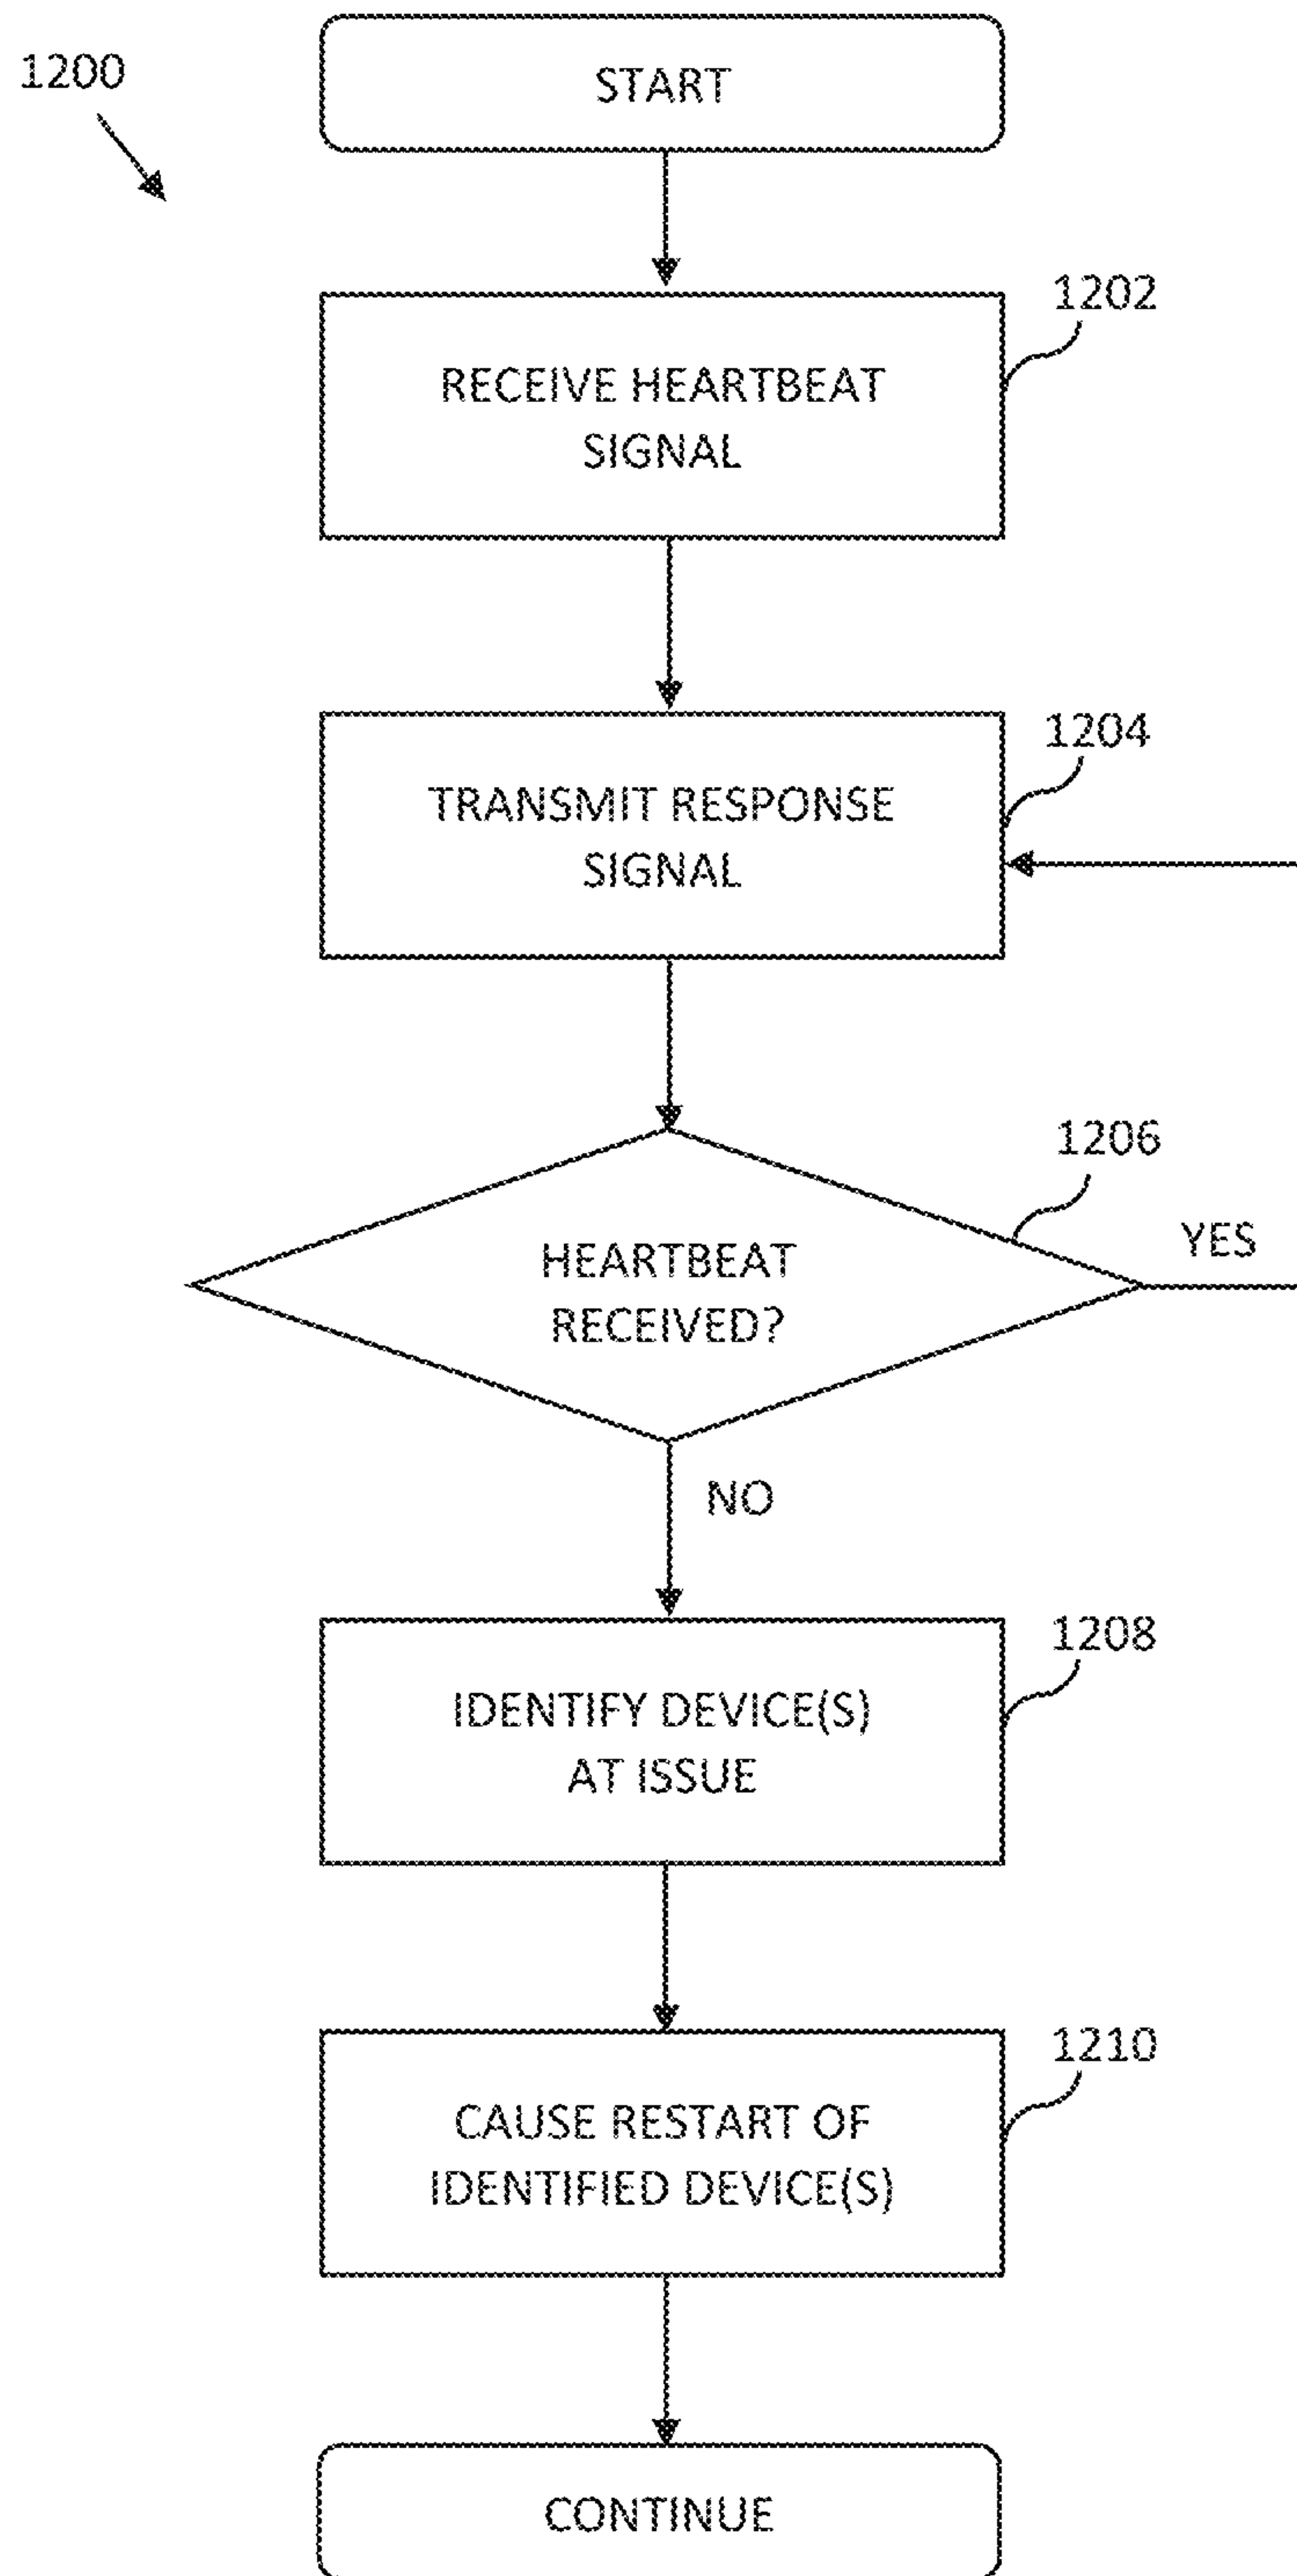 1200
START
1202
RECEIVE HEARTBEAT
SIGNAL
1204
TRANSMIT RESPONSE
SIGNAL
1206
YES
HEARTBEAT
RECEIVED?
NO
1208
IDENTIFY DEVICE(S)
AT ISSUE
1210
CAUSE RESTART OF
IDENTIFIED DEVICE(S)
CONTINUE